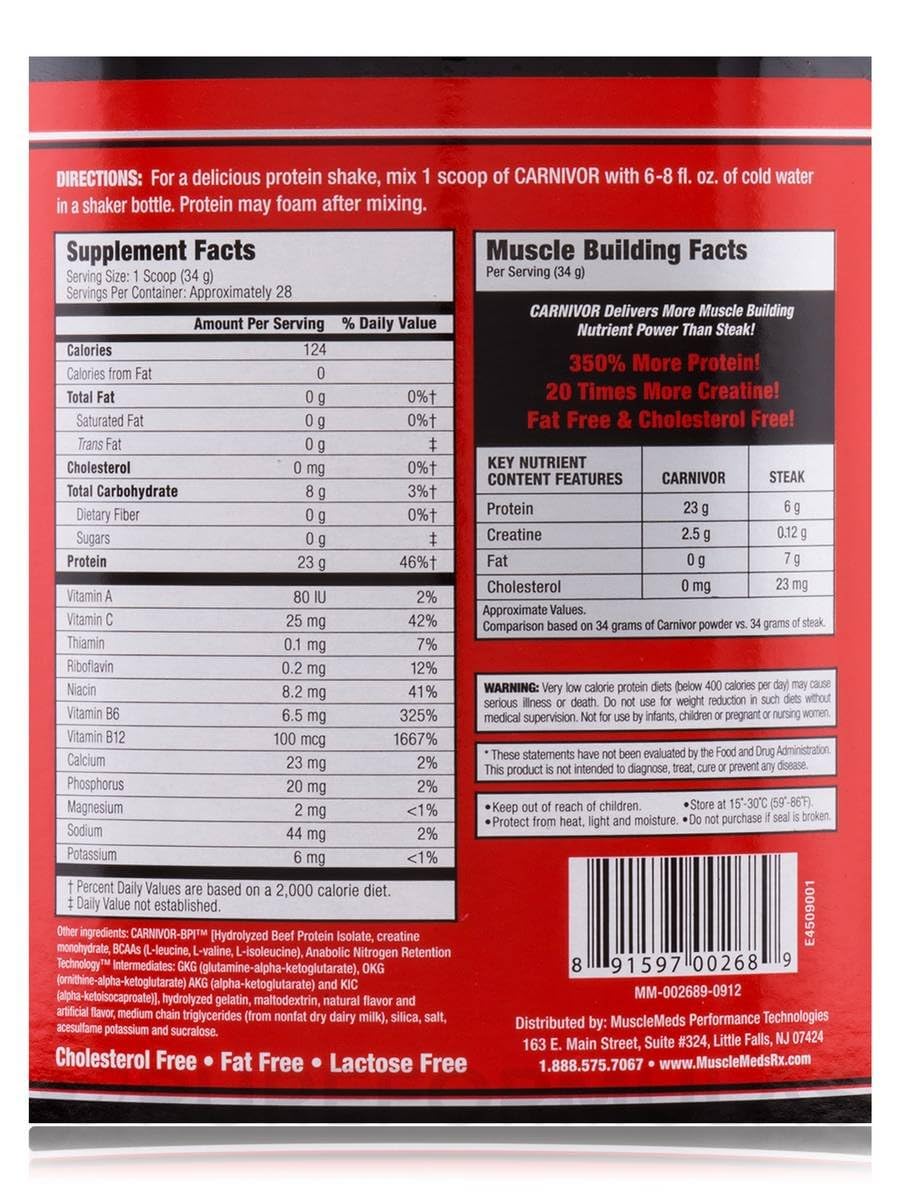 DIRECTIONS: For a delicious protein shake, mix 1 scoop of CARNIVOR with 6-8 fl. oz. of cold water
in a shaker bottle. Protein may foam after mixing.
Supplement Facts
Serving Size: 1 Scoop (34 g)
Servings Per Container: Approximately 28
Amount Per Serving % Daily Value
Calories 124
Calories from Fat 0
Total Fat 0 g 0%†
Saturated Fat 0 g 0%†
Trans Fat 0 g ‡
Cholesterol 0 mg 0%†
Total Carbohydrate 8 g 3%†
Dietary Fiber 0 g 0%†
Sugars 0 g ‡
Protein 23 g 46%†
Vitamin A 80 IU 2%
Vitamin C 25 mg 42%
Thiamin 0.1 mg 7%
Riboflavin 0.2 mg 12%
Niacin 8.2 mg 41%
Vitamin B6 6.5 mg 325%
Vitamin B12 100 mcg 1667%
Calcium 23 mg 2%
Phosphorus 20 mg 2%
Magnesium 2 mg <1%
Sodium 44 mg 2%
Potassium 6 mg <1%
† Percent Daily Values are based on a 2,000 calorie diet.
‡ Daily Value not established.
Other ingredients: CARNIVOR-BPI™ [Hydrolyzed Beef Protein Isolate, creatine
monohydrate, BCAAs (L-leucine, L-valine, L-isoleucine), Anabolic Nitrogen Retention
Technology™ Intermediates: GKG (glutamine-alpha-ketoglutarate), OKG
(ornithine-alpha-ketoglutarate) AKG (alpha-ketoglutarate) and KIC
(alpha-ketoisocaproate)], hydrolyzed gelatin, maltodextrin, natural flavor and
artificial flavor, medium chain triglycerides (from nonfat dry dairy milk), silica, salt,
acesulfame potassium and sucralose.
Cholesterol Free • Fat Free • Lactose Free
Muscle Building Facts
Per Serving (34 g)
CARNIVOR Delivers More Muscle Building
Nutrient Power Than Steak!
350% More Protein!
20 Times More Creatine!
Fat Free & Cholesterol Free!
KEY NUTRIENT
CONTENT FEATURES CARNIVOR STEAK
Protein 23 g 6 g
Creatine 2.5 g 0.12 g
Fat 0 g 7 g
Cholesterol 0 mg 23 mg
Approximate Values.
Comparison based on 34 grams of Carnivor powder vs. 34 grams of steak.
WARNING: Very low calorie protein diets (below 400 calories per day) may cause
serious illness or death. Do not use for weight reduction in such diets without
medical supervision. Not for use by infants, children or pregnant or nursing women.
* These statements have not been evaluated by the Food and Drug Administration.
This product is not intended to diagnose, treat, cure or prevent any disease.
• Keep out of reach of children. • Store at 15°-30°C (59°-86°F).
• Protect from heat, light and moisture. • Do not purchase if seal is broken.
E4509001
8 91597 00268 9
MM-002689-0912
Distributed by: MuscleMeds Performance Technologies
163 E. Main Street, Suite #324, Little Falls, NJ 07424
1.888.575.7067 • www.MuscleMedsRx.com